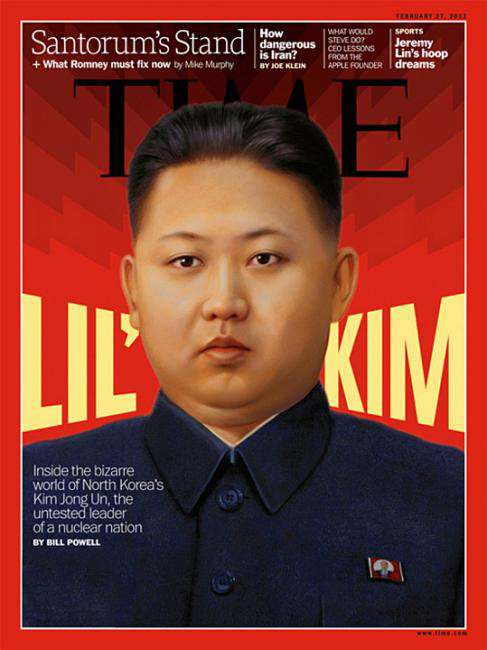 FEBRUARY 27, 2012
Santorum's Stand
+ What Romney must fix now by Mike Murphy
How
dangerous
is Iran?
BY JOE KLEIN
WHAT WOULD
STEVE DO?
CEO LESSONS
FROM THE
APPLE FOUNDER
SPORTS
Jeremy
Lin's hoop
dreams
TIME
LIL' KIM
Inside the bizarre
world of North Korea's
Kim Jong Un, the
untested leader
of a nuclear nation
BY BILL POWELL
www.time.com